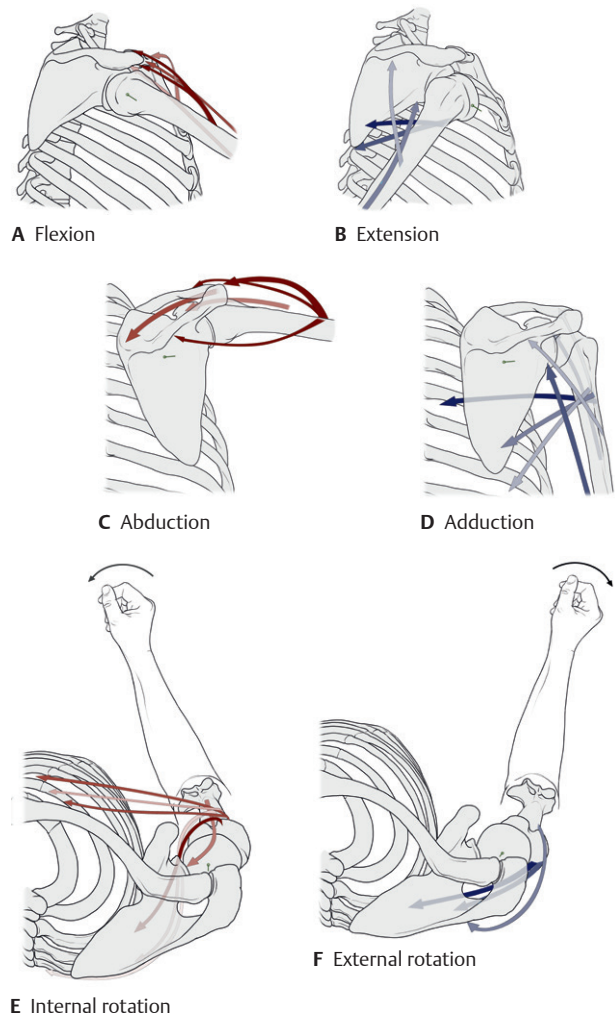 A Flexion
B Extension
C Abduction
D Adduction
F External rotation
E Internal rotation